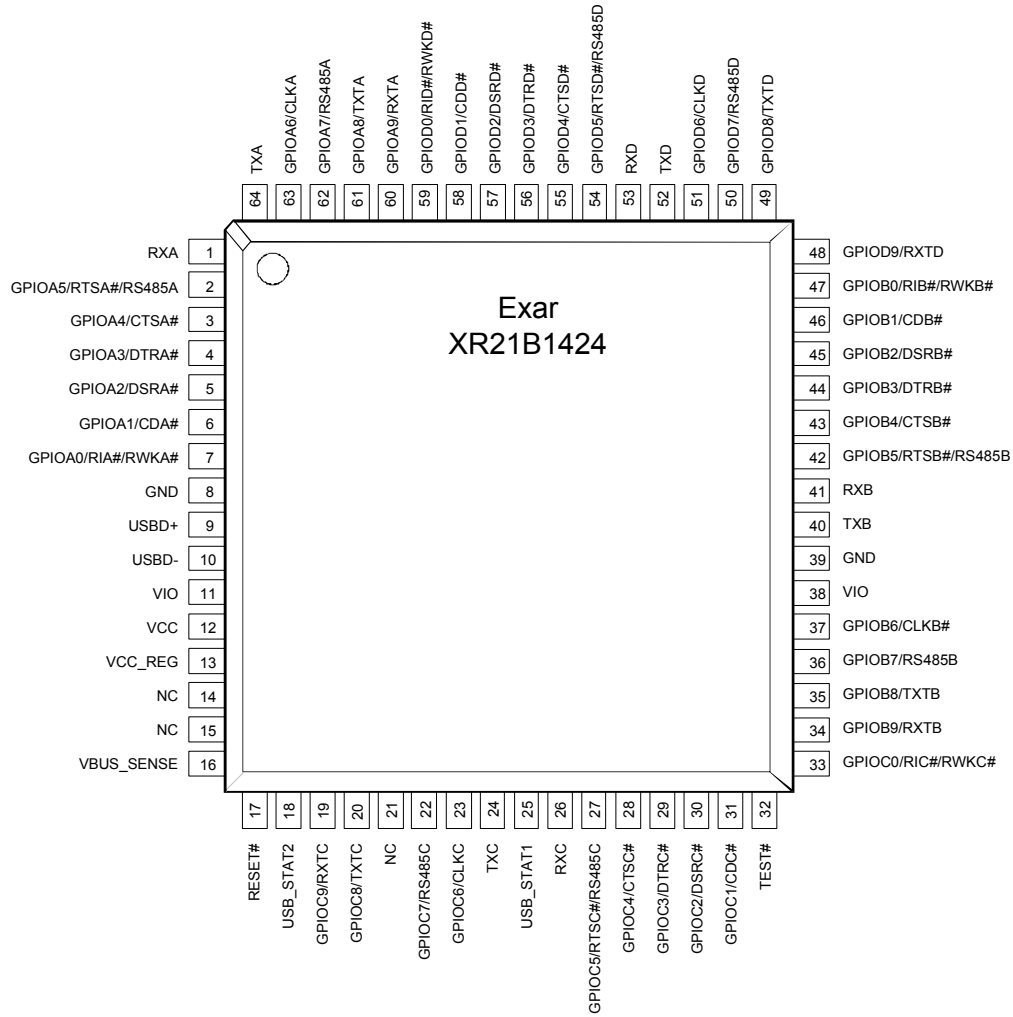 TXA
GPIOA6/CLKA
GPIOA7/RS485A
GPIOA8/TXTA
GPIOA9/RXTA
GPIOD0/RID#/RWKD#
GPIOD1/CDD#
GPIOD2/DSRD#
GPIOD3/DTRD#
GPIOD4/CTSD#
GPIOD5/RTSD#/RS485D
RXD
TXD
GPIOD6/CLKD
GPIOD7/RS485D
GPIOD8/TXTD
64 63 62 61 60 59 58 57 56 55 54 53 52 51 50 49
Exar
XR21B1424
RXA 1
GPIOA5/RTSA#/RS485A 2
GPIOA4/CTSA# 3
GPIOA3/DTRA# 4
GPIOA2/DSRA# 5
GPIOA1/CDA# 6
GPIOA0/RIA#/RWKA# 7
GND 8
USBD+ 9
USBD- 10
VIO 11
VCC 12
VCC_REG 13
NC 14
NC 15
VBUS_SENSE 16
48 GPIOD9/RXTD
47 GPIOB0/RIB#/RWKB#
46 GPIOB1/CDB#
45 GPIOB2/DSRB#
44 GPIOB3/DTRB#
43 GPIOB4/CTSB#
42 GPIOB5/RTSB#/RS485B
41 RXB
40 TXB
39 GND
38 VIO
37 GPIOB6/CLKB#
36 GPIOB7/RS485B
35 GPIOB8/TXTB
34 GPIOB9/RXTB
33 GPIOC0/RIC#/RWKC#
17 18 19 20 21 22 23 24 25 26 27 28 29 30 31 32
RESET#
USB_STAT2
GPIOC9/RXTC
GPIOC8/TXTC
NC
GPIOC7/RS485C
GPIOC6/CLKC
TXC
USB_STAT1
RXC
GPIOC5/RTSC#/RS485C
GPIOC4/CTSC#
GPIOC3/DTRC#
GPIOC2/DSRC#
GPIOC1/CDC#
TEST#